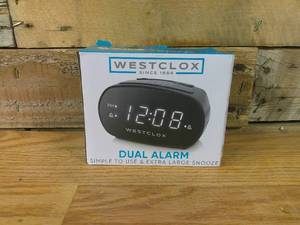 WESTCLOX
SINCE 1885
12:08
WESTCLOX
DUAL ALARM
SIMPLE TO USE & EXTRA LARGE SNOOZE